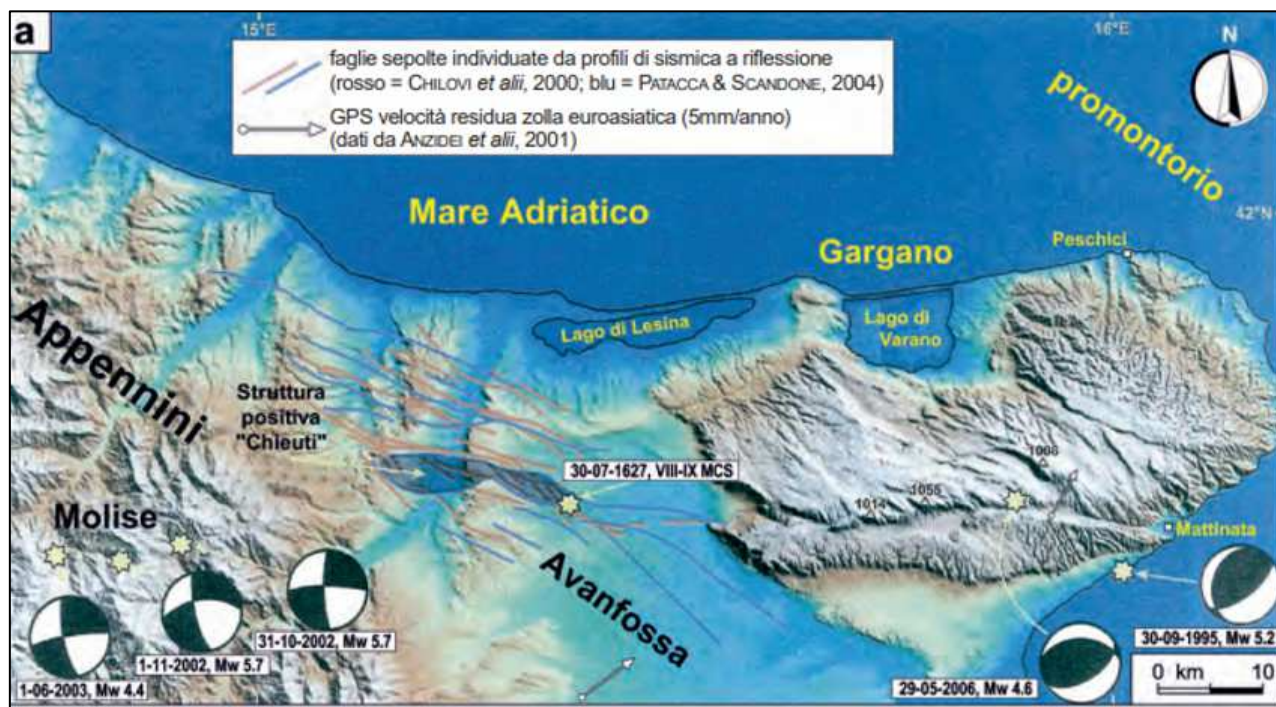 a
15°E
16°E
N
faglie sepolte individuate da profili di sismica a riflessione
(rosso = CHILOVI et alii, 2000; blu = PATACCA & SCANDONE, 2004)
GPS velocità residua zolla euroasiatica (5mm/anno)
(dati da ANZIDEI et alii, 2001)
promontorio
42°N
Mare Adriatico
Gargano
Peschici
Lago di Lesina
Lago di
Varano
Appennini
Struttura
positiva
"Chieuti"
30-07-1627, VIII-IX MCS
1008
1055
1014
Molise
Mattinata
Avanfossa
31-10-2002, Mw 5.7
1-11-2002, Mw 5.7
1-06-2003, Mw 4.4
30-09-1995, Mw 5.2
29-05-2006, Mw 4.6
0 km 10